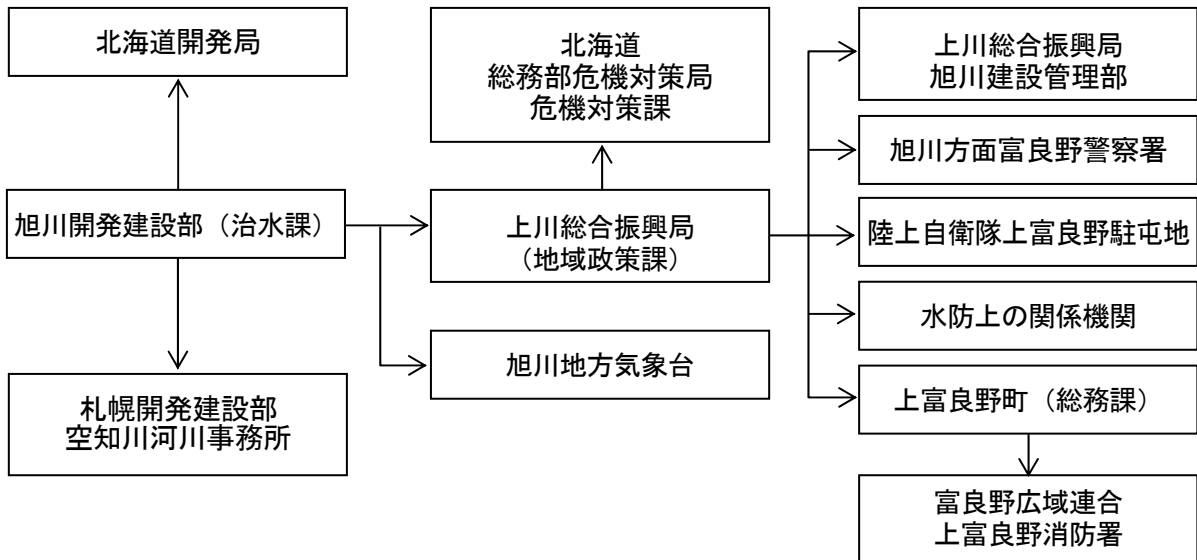 北海道開発局
北海道
総務部危機対策局
危機対策課
上川総合振興局
旭川建設管理部
旭川方面富良野警察署
旭川開発建設部（治水課）
上川総合振興局
（地域政策課）
陸上自衛隊上富良野駐屯地
水防上の関係機関
旭川地方気象台
上富良野町（総務課）
札幌開発建設部
空知川河川事務所
富良野広域連合
上富良野消防署